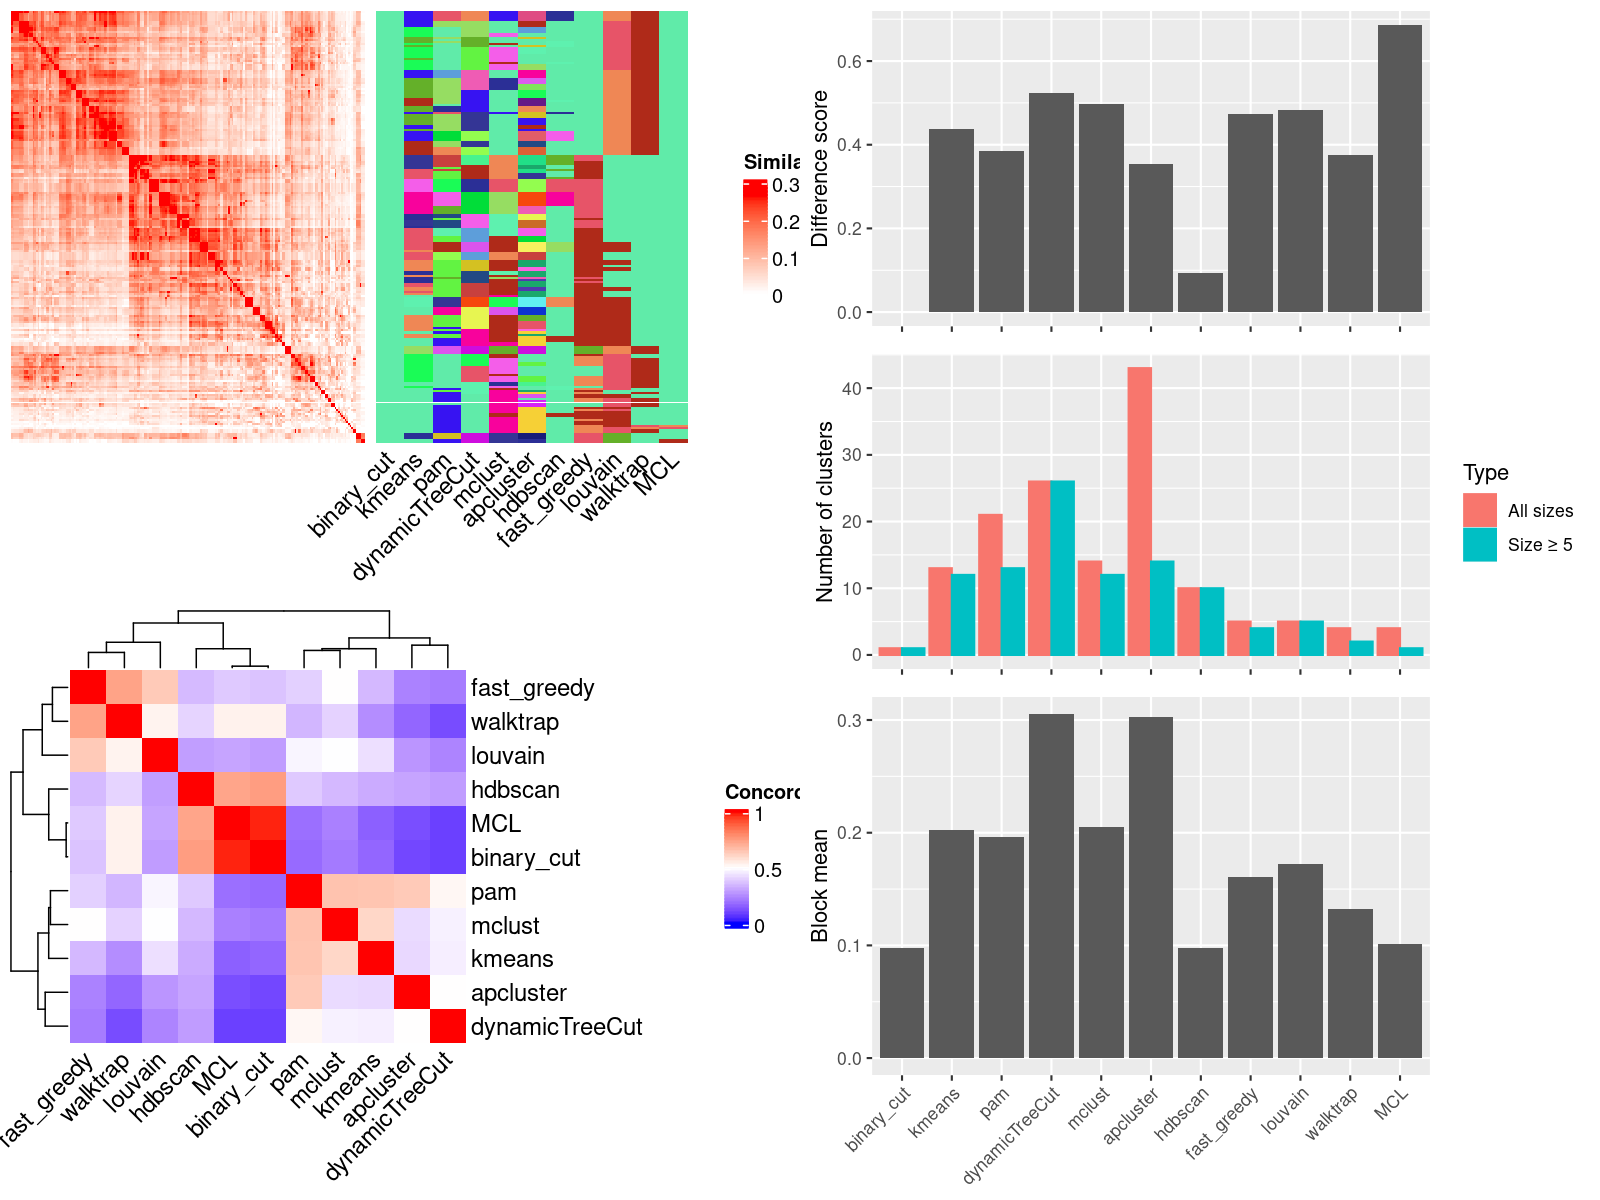 Simila
0.3
0.2
0.1
0
binary_cut
kmeans
pam
dynamicTreeCut
mclust
apcluster
hdbscan
fast_greedy
louvain
walktrap
MCL
Difference score
0.6
0.4
0.2
0.0
Number of clusters
40
30
20
10
0
Type
All sizes
Size ≥ 5
fast_greedy
walktrap
louvain
hdbscan
MCL
binary_cut
pam
mclust
kmeans
apcluster
dynamicTreeCut
fast_greedy
walktrap
louvain
hdbscan
MCL
binary_cut
pam
mclust
kmeans
apcluster
dynamicTreeCut
Concord
1
0.5
0
Block mean
0.3
0.2
0.1
0.0
binary_cut
kmeans
pam
dynamicTreeCut
mclust
apcluster
hdbscan
fast_greedy
louvain
walktrap
MCL